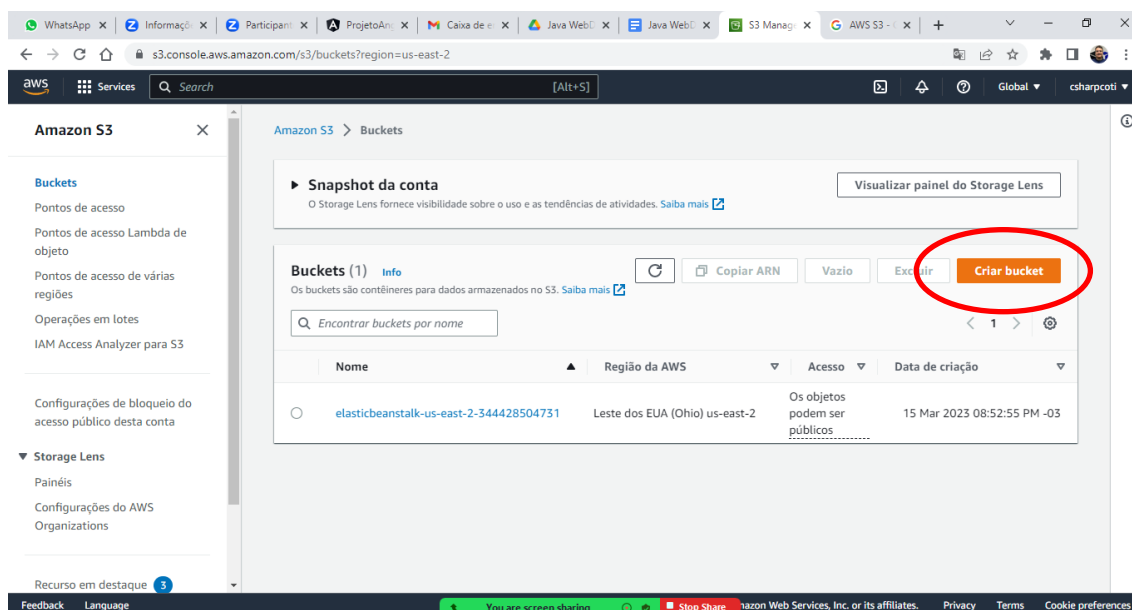 WhatsApp
Informaçõ
Participan
ProjetoAng
Caixa de e
Java WebD
Java WebD
S3 Manag
AWS S3 -
s3.console.aws.amazon.com/s3/buckets?region=us-east-2
aws
Services
Search
[Alt+S]
Global
csharpcoti
Amazon S3
Buckets
Pontos de acesso
Pontos de acesso Lambda de
objeto
Pontos de acesso de várias
regiões
Operações em lotes
IAM Access Analyzer para S3
Configurações de bloqueio do
acesso público desta conta
Storage Lens
Painéis
Configurações do AWS
Organizations
Recurso em destaque 3
Amazon S3 > Buckets
Snapshot da conta
O Storage Lens fornece visibilidade sobre o uso e as tendências de atividades. Saiba mais
Visualizar painel do Storage Lens
Buckets (1) Info
Os buckets são contêineres para dados armazenados no S3. Saiba mais
Copiar ARN
Vazio
Excluir
Criar bucket
Encontrar buckets por nome
< 1 >
Nome
Região da AWS
Acesso
Data de criação
elasticbeanstalk-us-east-2-344428504731
Leste dos EUA (Ohio) us-east-2
Os objetos
podem ser
públicos
15 Mar 2023 08:52:55 PM -03
Feedback
Language
You are screen sharing
Stop Share
mazon Web Services, Inc. or its affiliates.
Privacy
Terms
Cookie preferences